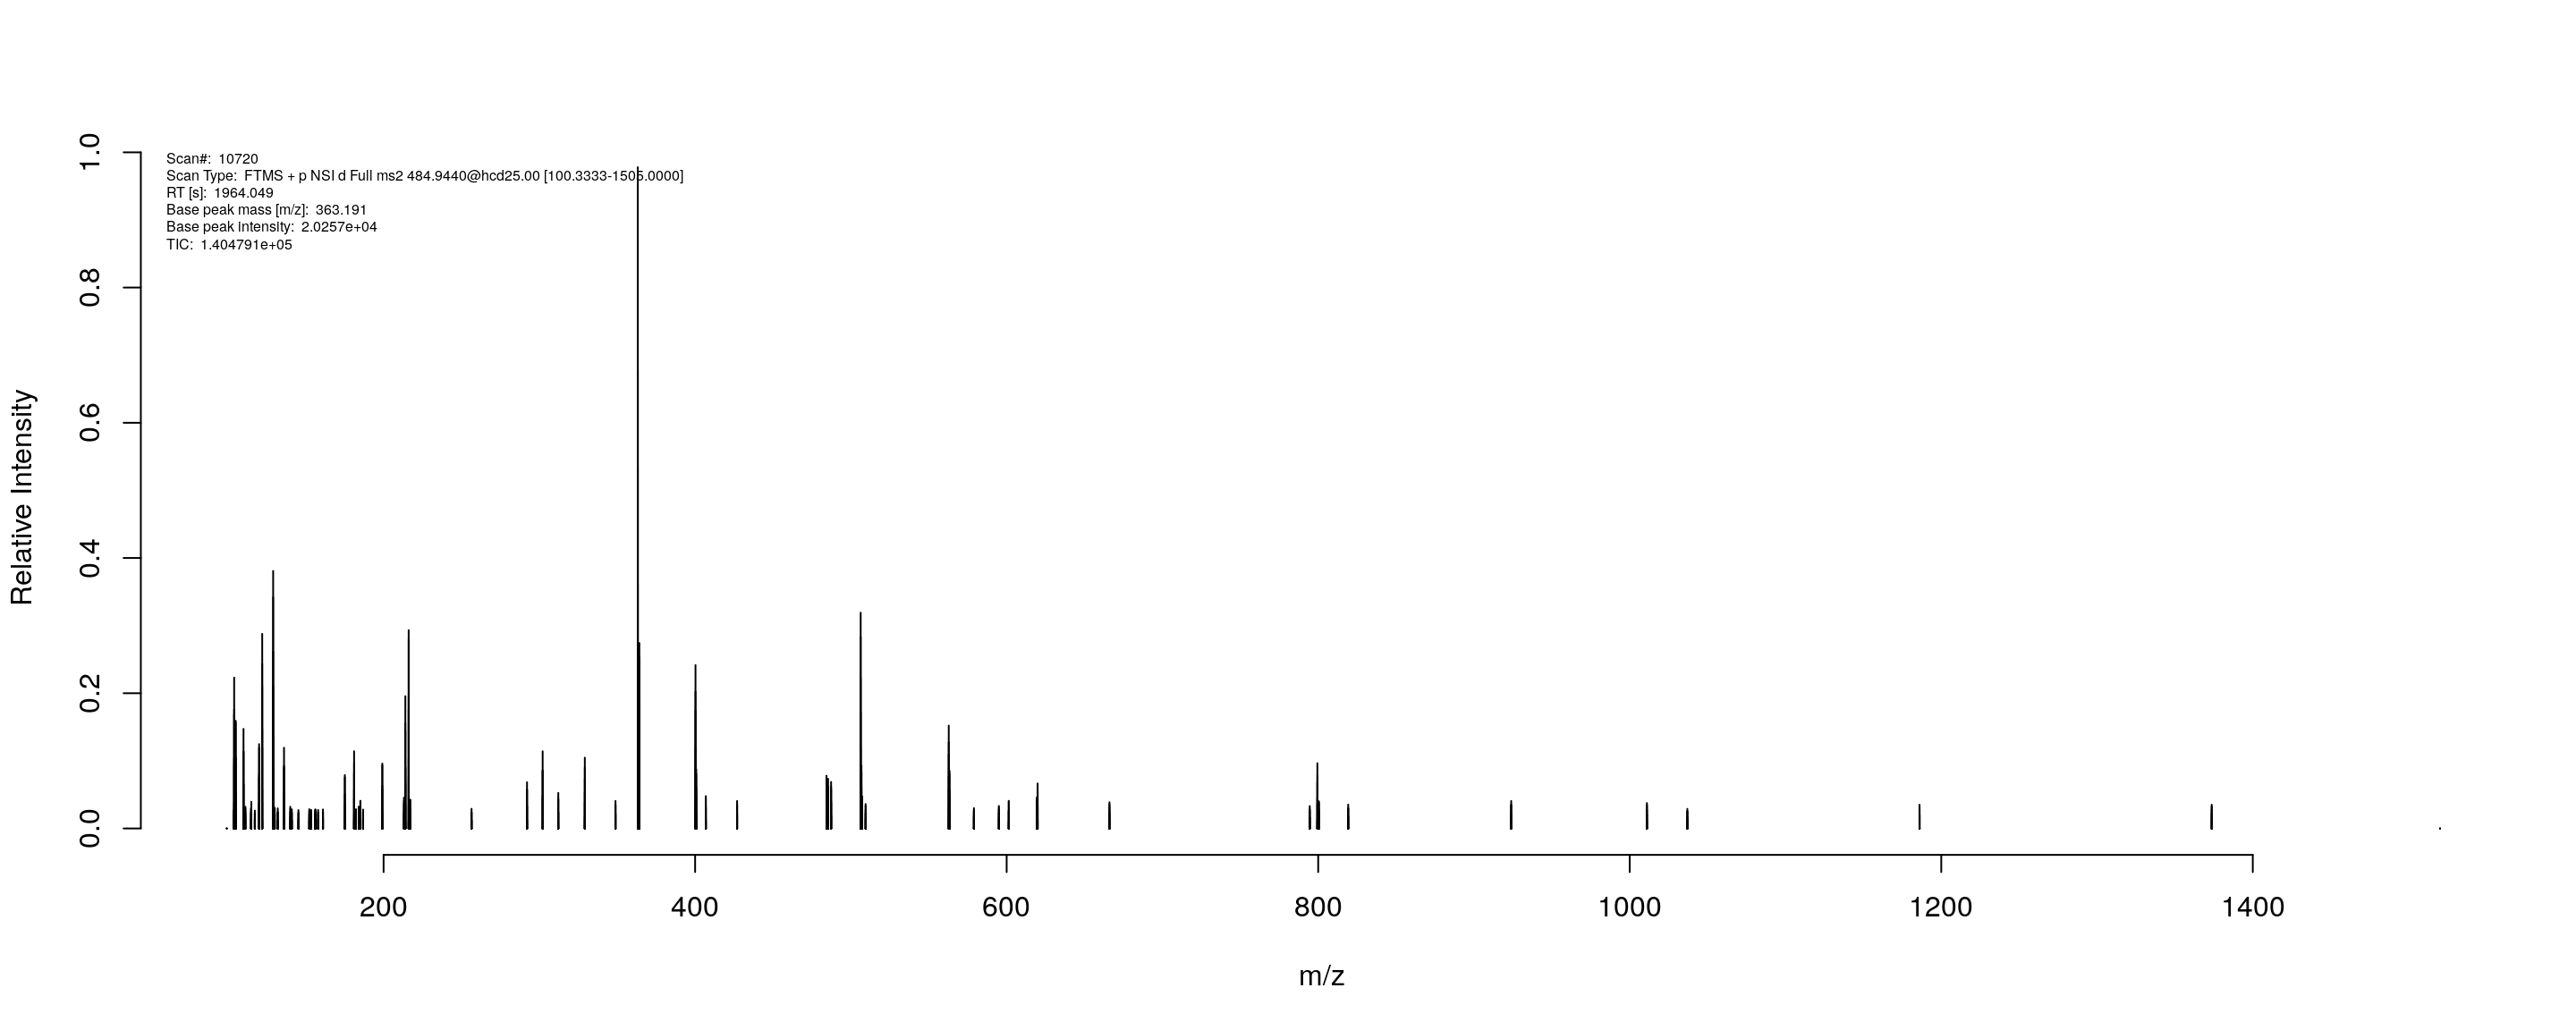 Scan#: 10720
Scan Type: FTMS + p NSI d Full ms2 484.9440@hcd25.00 [100.3333-1505.0000]
RT [s]: 1964.049
Base peak mass [m/z]: 363.191
Base peak intensity: 2.0257e+04
TIC: 1.404791e+05
1.0
0.8
0.6
0.4
0.2
0.0
Relative Intensity
200 400 600 800 1000 1200 1400
m/z